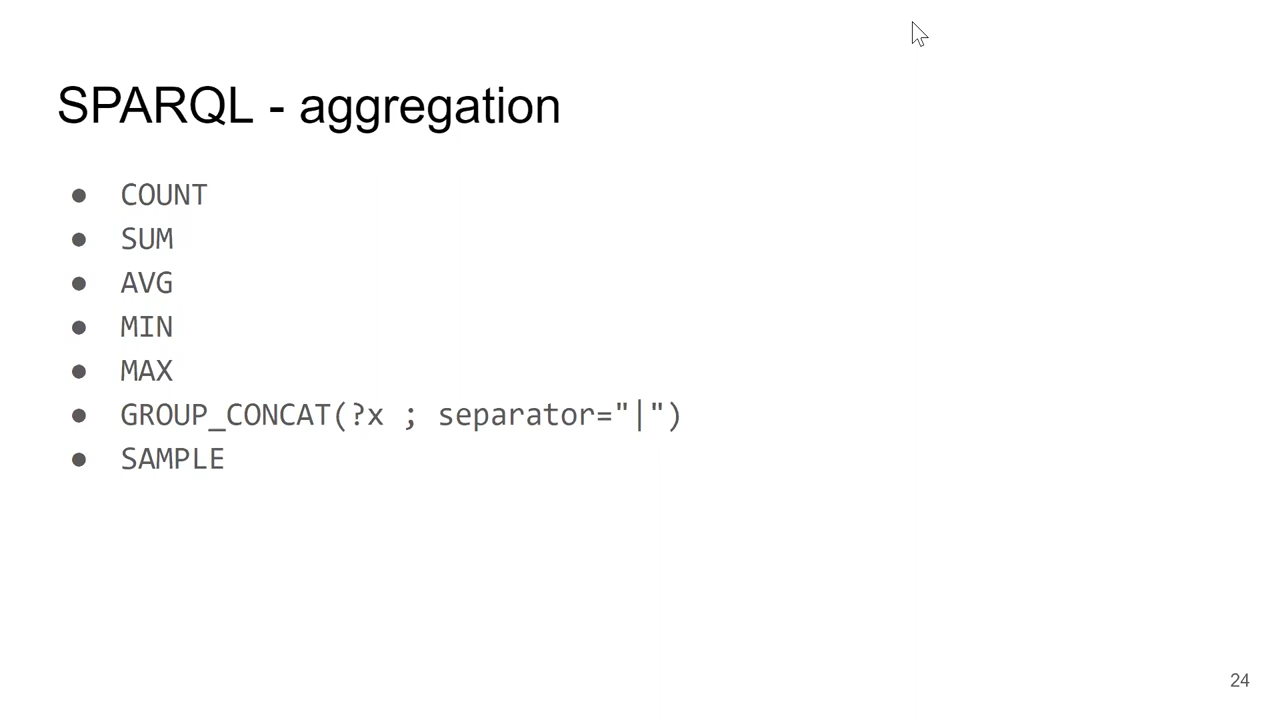 SPARQL - aggregation
● COUNT
● SUM
● AVG
● MIN
● MAX
● GROUP_CONCAT(?x ; separator="|")
● SAMPLE
24